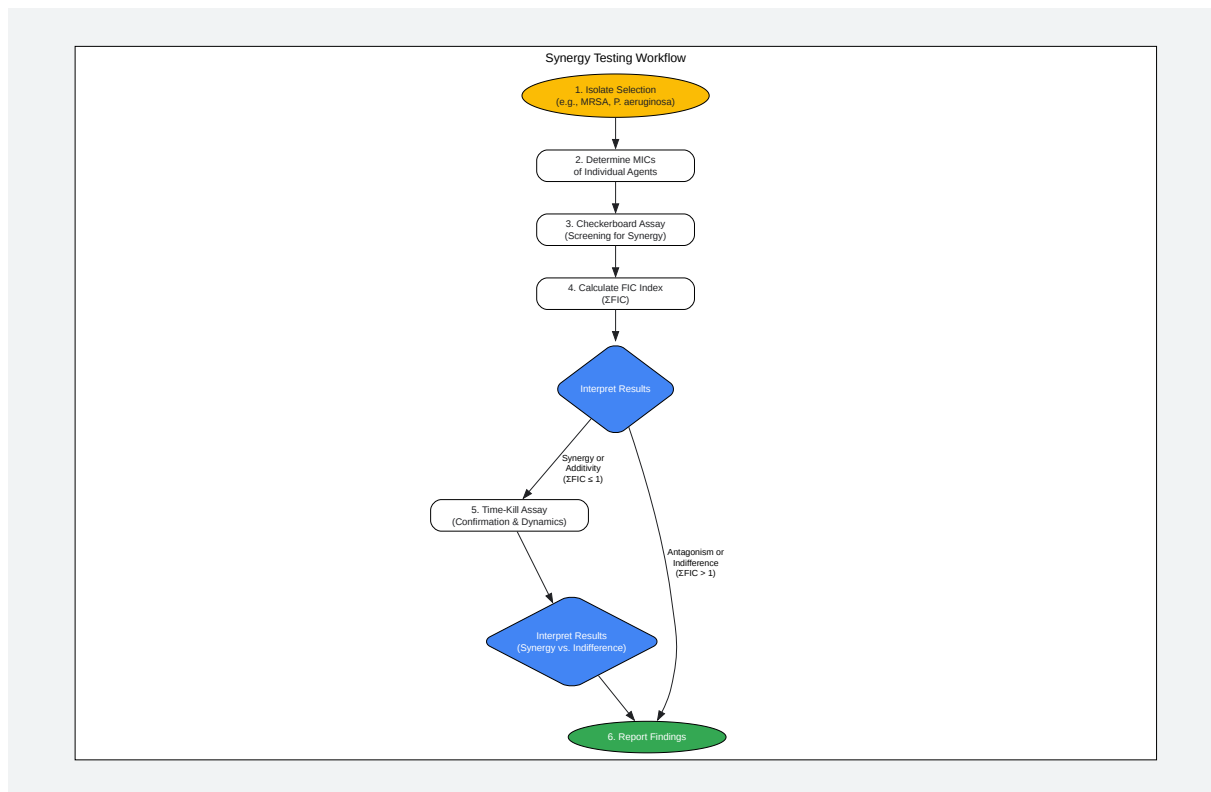 Synergy Testing Workflow
1. Isolate Selection
(e.g., MRSA, P. aeruginosa)
2. Determine MICs
of Individual Agents
3. Checkerboard Assay
(Screening for Synergy)
4. Calculate FIC Index
(ΣFIC)
Interpret Results
Synergy or
Additivity
(ΣFIC ≤ 1)
5. Time-Kill Assay
(Confirmation & Dynamics)
Antagonism or
Indifference
(ΣFIC > 1)
Interpret Results
(Synergy vs. Indifference)
6. Report Findings